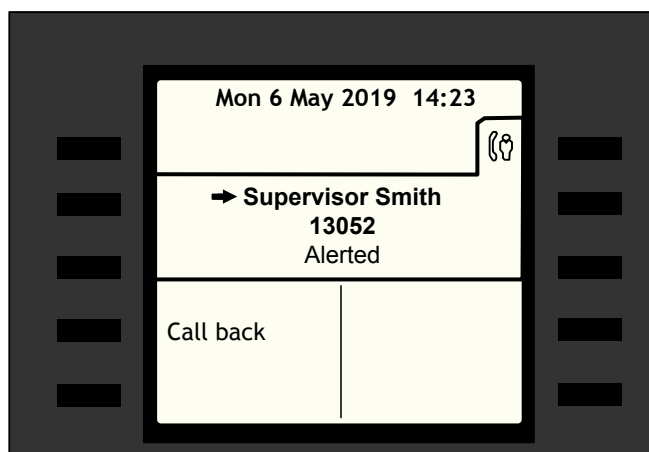 Mon 6 May 2019 14:23
➞ Supervisor Smith
13052
Alerted
Call back